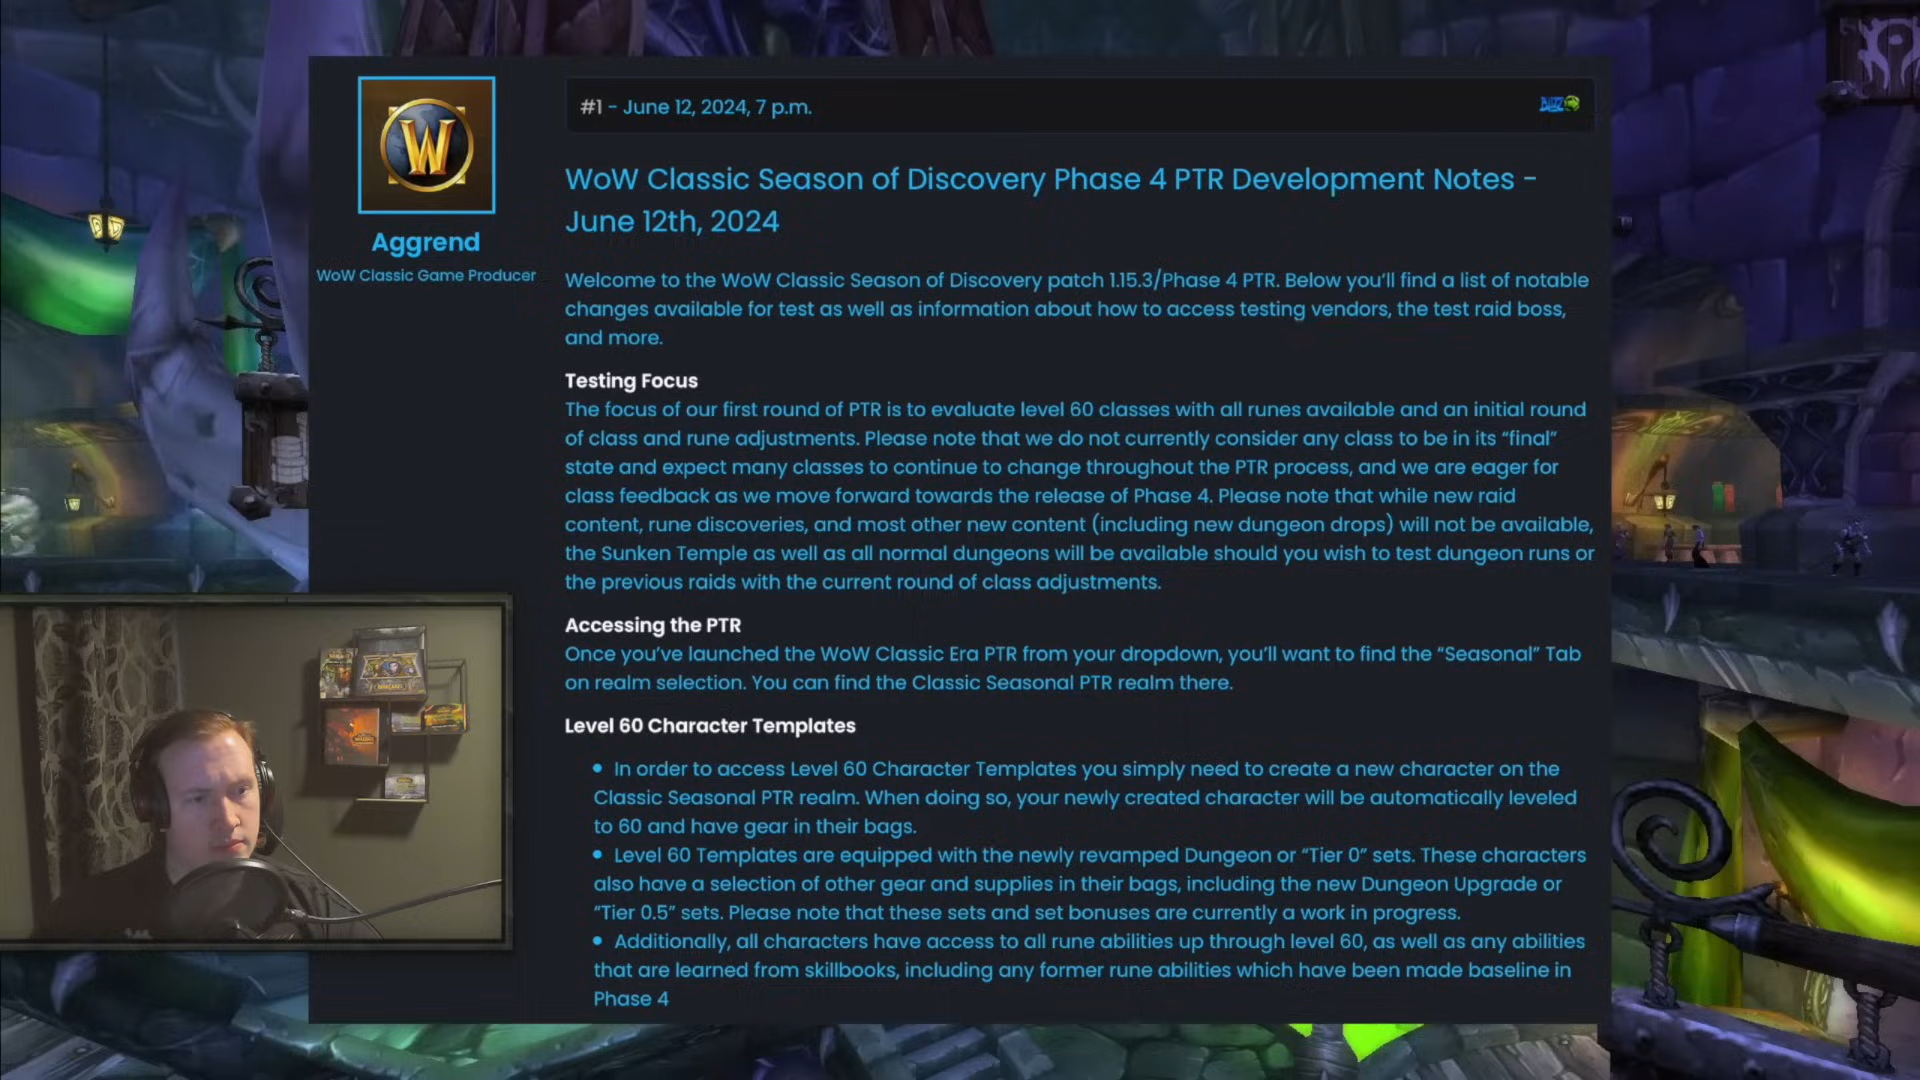 #1 - June 12, 2024, 7 p.m.
Aggrend
WoW Classic Game Producer
WoW Classic Season of Discovery Phase 4 PTR Development Notes -
June 12th, 2024
Welcome to the WoW Classic Season of Discovery patch 1.15.3/Phase 4 PTR. Below you'll find a list of notable
changes available for test as well as information about how to access testing vendors, the test raid boss,
and more.
Testing Focus
The focus of our first round of PTR is to evaluate level 60 classes with all runes available and an initial round
of class and rune adjustments. Please note that we do not currently consider any class to be in its “final”
state and expect many classes to continue to change throughout the PTR process, and we are eager for
class feedback as we move forward towards the release of Phase 4. Please note that while new raid
content, rune discoveries, and most other new content (including new dungeon drops) will not be available,
the Sunken Temple as well as all normal dungeons will be available should you wish to test dungeon runs or
the previous raids with the current round of class adjustments.
Accessing the PTR
Once you've launched the WoW Classic Era PTR from your dropdown, you'll want to find the “Seasonal” Tab
on realm selection. You can find the Classic Seasonal PTR realm there.
Level 60 Character Templates
• In order to access Level 60 Character Templates you simply need to create a new character on the
Classic Seasonal PTR realm. When doing so, your newly created character will be automatically leveled
to 60 and have gear in their bags.
• Level 60 Templates are equipped with the newly revamped Dungeon or “Tier 0” sets. These characters
also have a selection of other gear and supplies in their bags, including the new Dungeon Upgrade or
“Tier 0.5” sets. Please note that these sets and set bonuses are currently a work in progress.
• Additionally, all characters have access to all rune abilities up through level 60, as well as any abilities
that are learned from skillbooks, including any former rune abilities which have been made baseline in
Phase 4